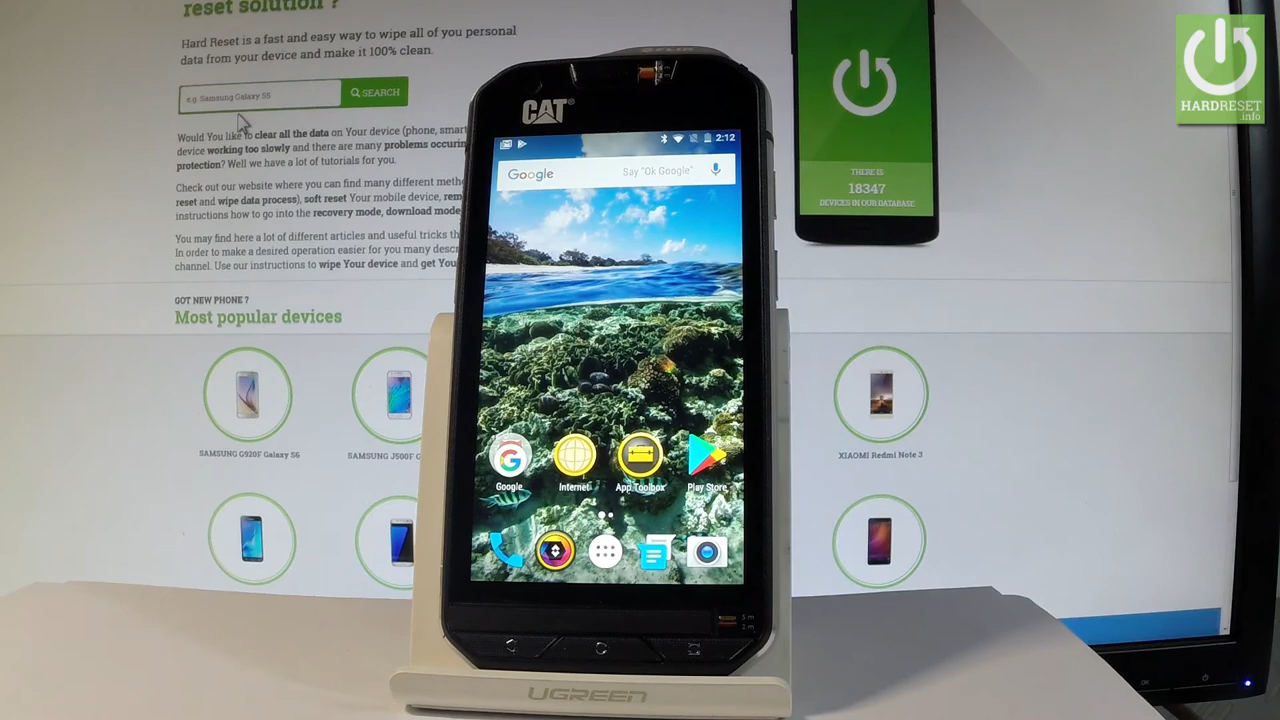 reset solution ?
Hard Reset is a fast and easy way to wipe all of you personal
data from your device and make it 100% clean.
e.g. Samsung Galaxy S5
SEARCH
Would You like to clear all the data on Your device (phone, smart
device working too slowly and there are many problems occurin
protection? Well we have a lot of tutorials for you.
Check out our website where you can find many different meth
reset and wipe data process), soft reset Your mobile device, rem
instructions how to go into the recovery mode, download mode
You may find here a lot of different articles and useful tricks th
In order to make a desired operation easier for you many descr
channel. Use our instructions to wipe Your device and get You
GOT NEW PHONE ?
Most popular devices
SAMSUNG G920F Galaxy S6
SAMSUNG J500F G
XIAOMI Redmi Note 3
THERE IS
18347
DEVICES IN OUR DATABASE
HARDRESET
.info
FLIR
CAT®
2:12
Google
Say "Ok Google"
Google
Internet
App Toolbox
Play Store
5 m
2 m
UGREEN
OK